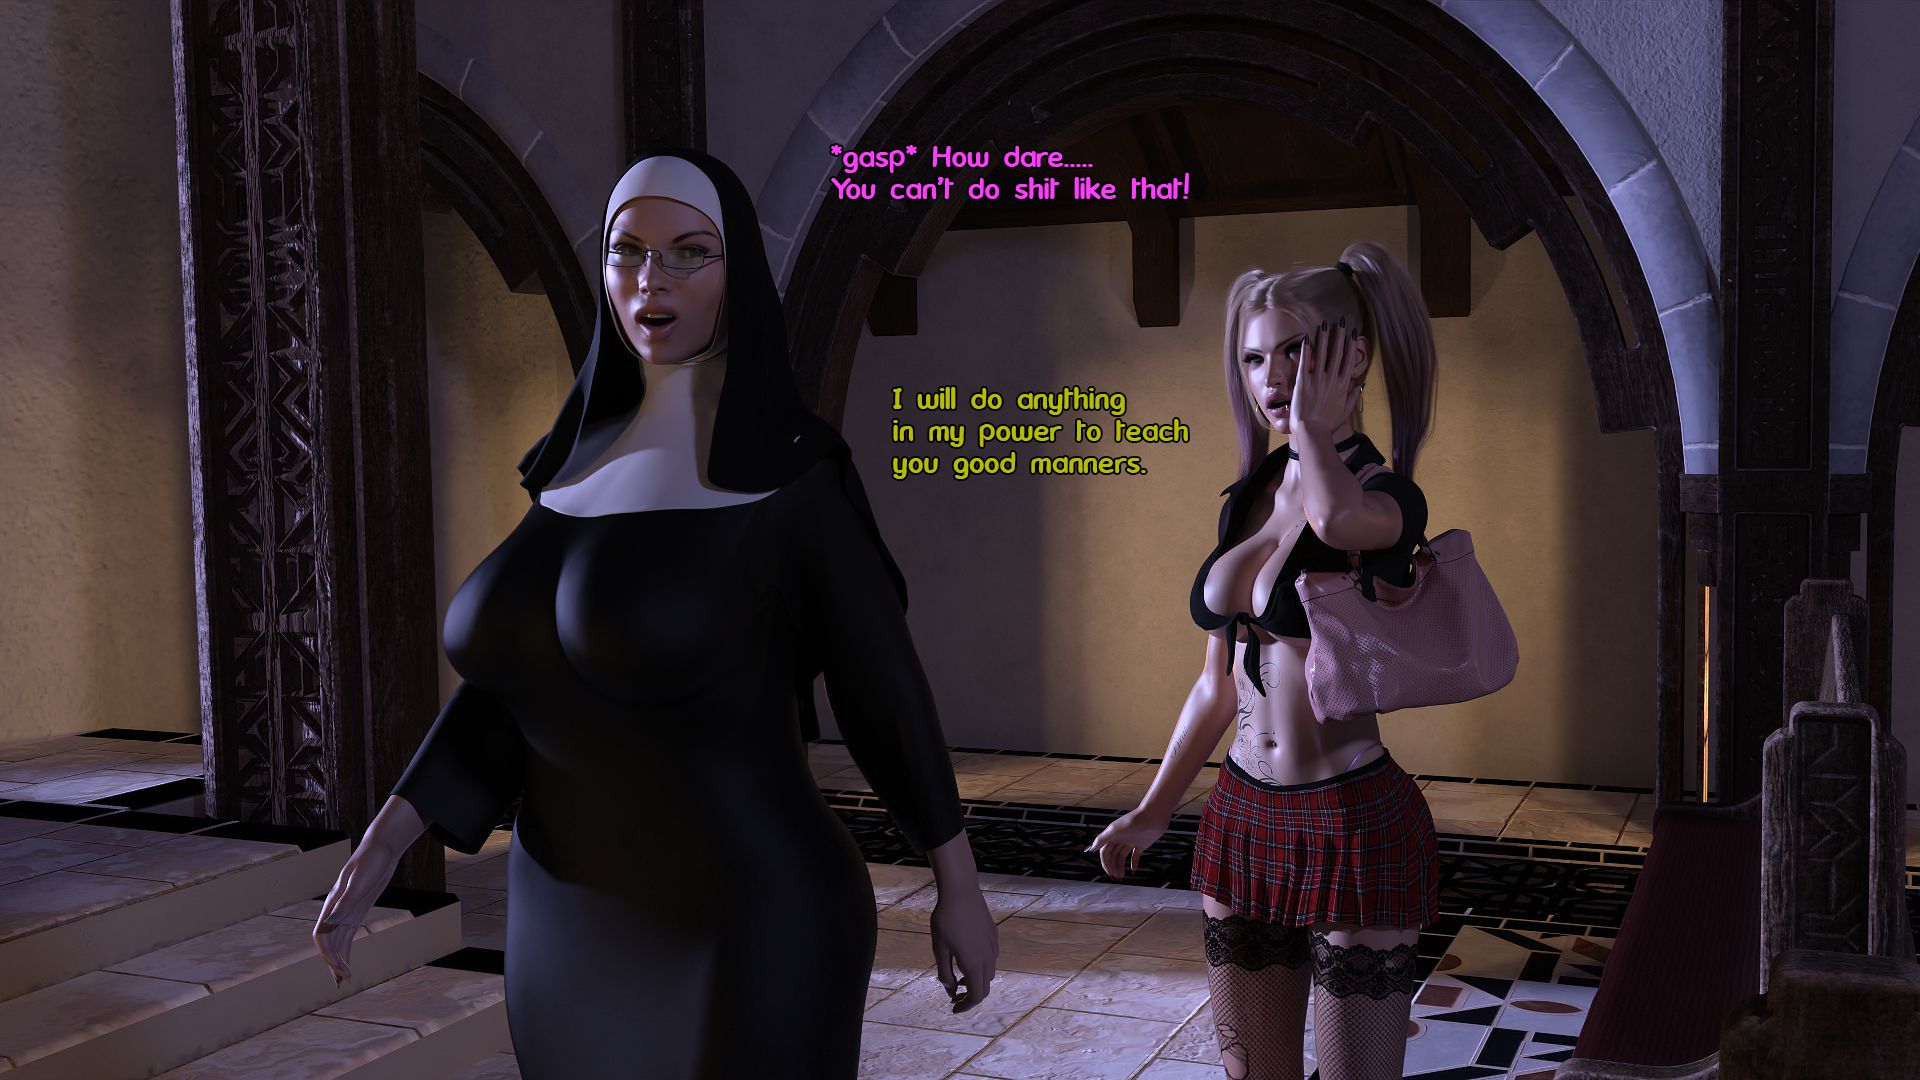 *gasp* How dare.....
You can't do shit like that!
I will do anything
in my power to teach
you good manners.